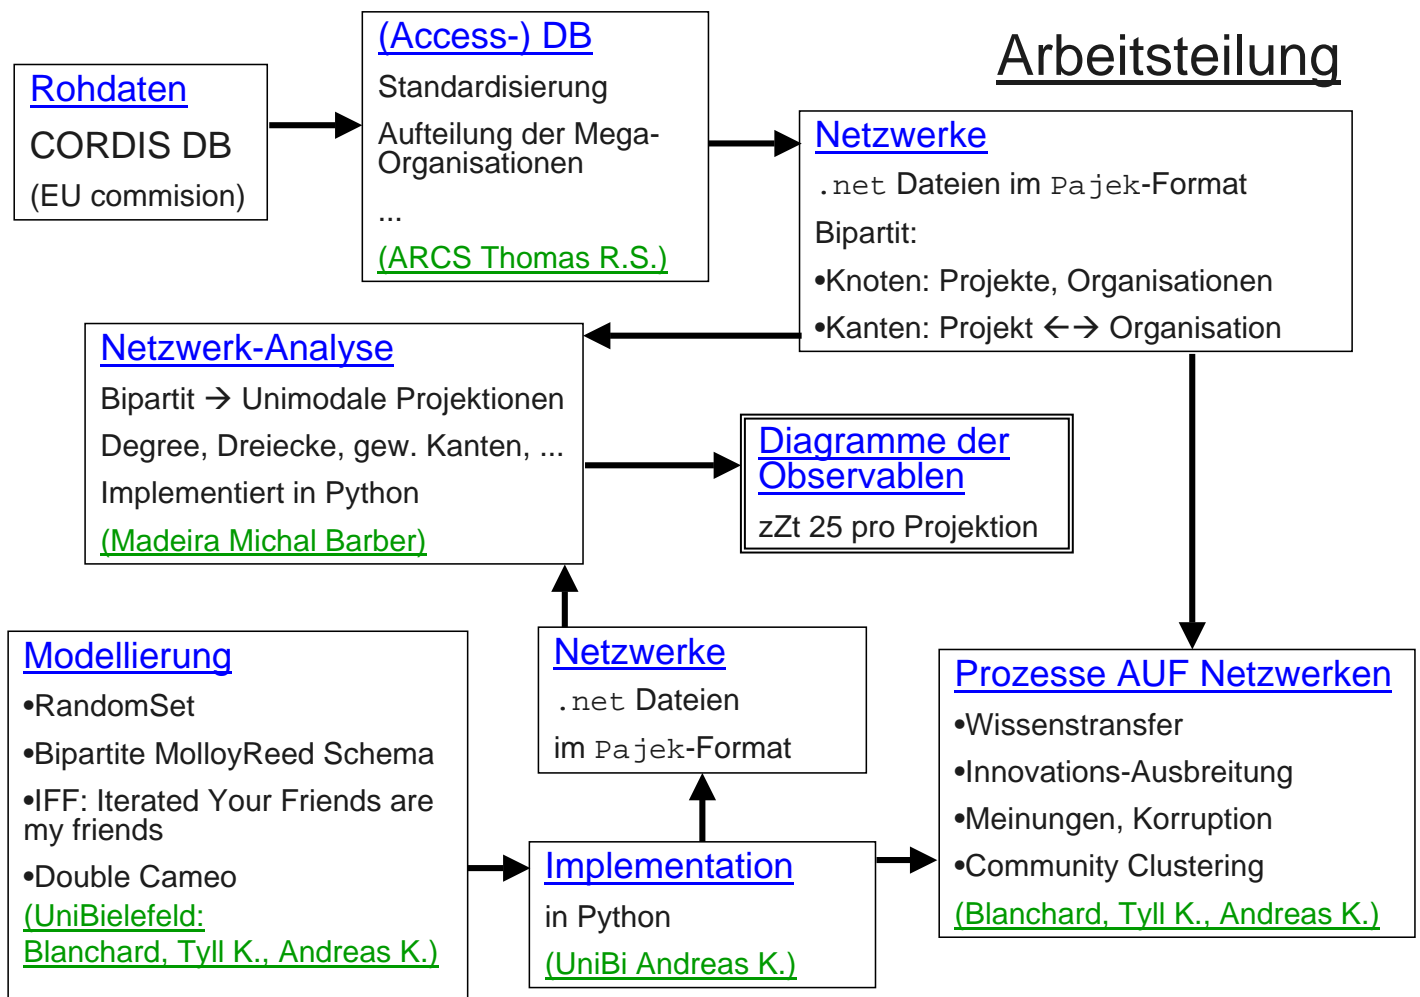 Arbeitsteilung
Rohdaten
CORDIS DB
(EU commision)
(Access-) DB
Standardisierung
Aufteilung der Mega-
Organisationen
...
(ARCS Thomas R.S.)
Netzwerke
.net Dateien im Pajek-Format
Bipartit:
•Knoten: Projekte, Organisationen
•Kanten: Projekt ←→ Organisation
Netzwerk-Analyse
Bipartit → Unimodale Projektionen
Degree, Dreiecke, gew. Kanten, ...
Implementiert in Python
(Madeira Michal Barber)
Diagramme der
Observablen
zZt 25 pro Projektion
Modellierung
•RandomSet
•Bipartite MolloyReed Schema
•IFF: Iterated Your Friends are
my friends
•Double Cameo
(UniBielefeld:
Blanchard, Tyll K., Andreas K.)
Netzwerke
.net Dateien
im Pajek-Format
Implementation
in Python
(UniBi Andreas K.)
Prozesse AUF Netzwerken
•Wissenstransfer
•Innovations-Ausbreitung
•Meinungen, Korruption
•Community Clustering
(Blanchard, Tyll K., Andreas K.)